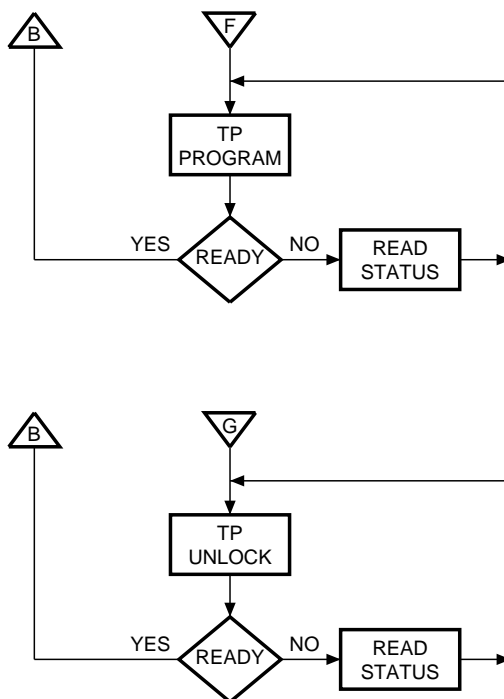 B
F
TP
PROGRAM
YES
READY
NO
READ
STATUS
B
G
TP
UNLOCK
YES
READY
NO
READ
STATUS